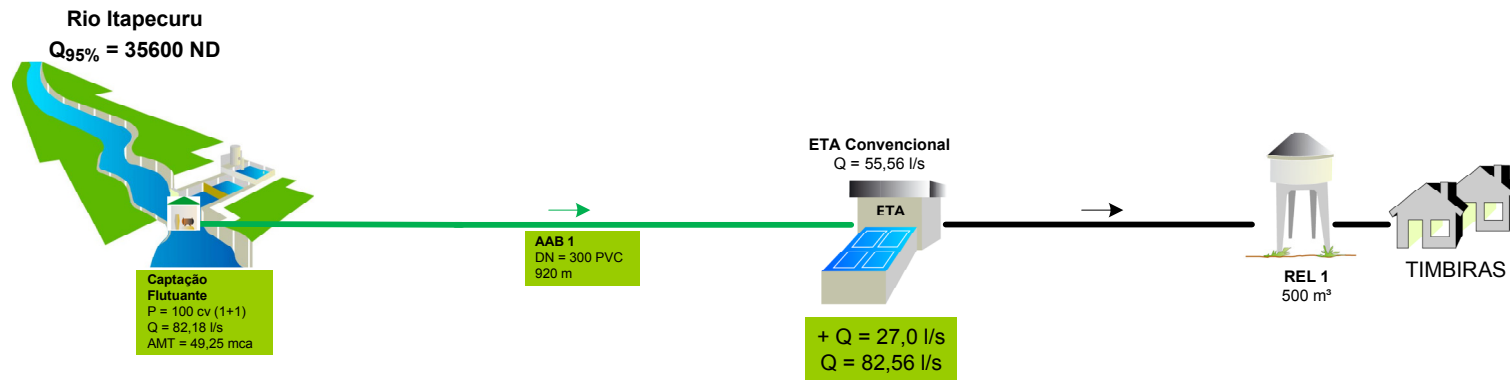 Rio Itapecuru
Q95% = 35600 ND
Captação
Flutuante
P = 100 cv (1+1)
Q = 82,18 l/s
AMT = 49,25 mca
AAB 1
DN = 300 PVC
920 m
ETA Convencional
Q = 55,56 l/s
ETA
+ Q = 27,0 l/s
Q = 82,56 l/s
REL 1
500 m³
TIMBIRAS